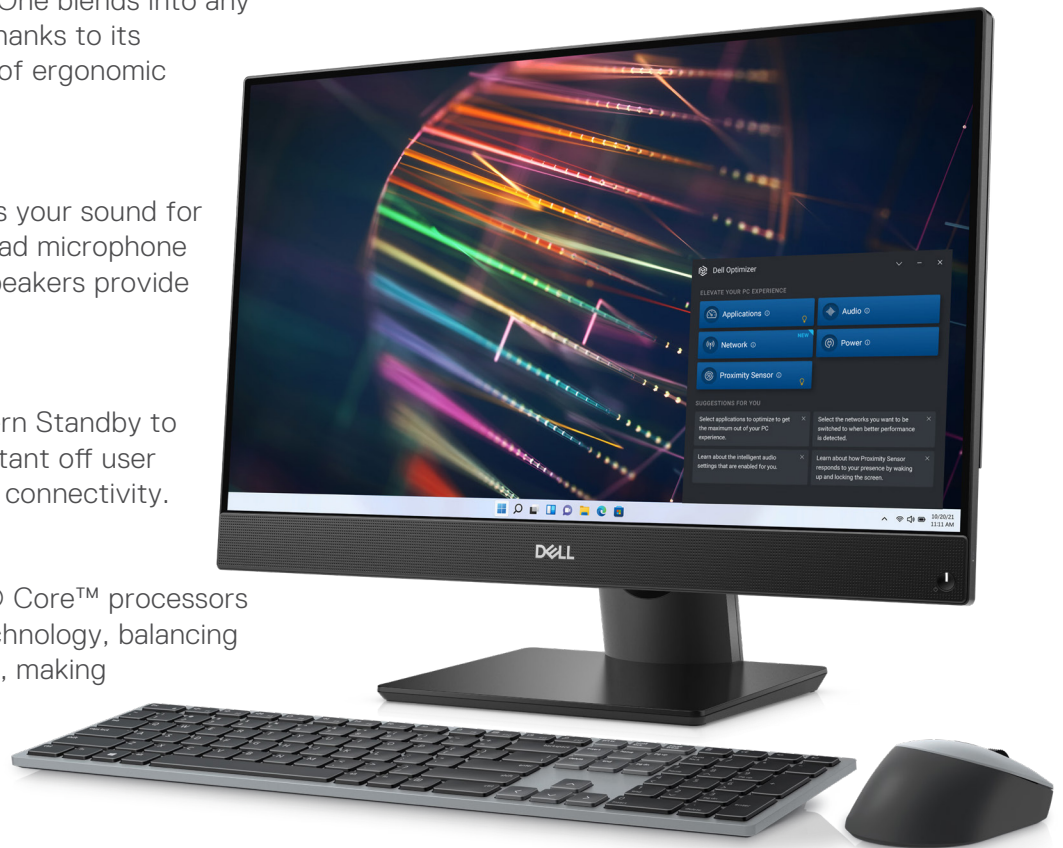 One blends into any
hanks to its
of ergonomic
s your sound for
ad microphone
peakers provide
rn Standby to
tant off user
connectivity.
Core™ processors
chnology, balancing
, making
Dell Optimizer
ELEVATE YOUR PC EXPERIENCE
Applications
Audio
Network
NEW
Power
Proximity Sensor
SUGGESTIONS FOR YOU
Select applications to optimize to get
the maximum out of your PC
experience.
Select the networks you want to be
switched to when better performance
is detected.
Learn about the intelligent audio
settings that are enabled for you.
Learn about how Proximity Sensor
responds to your presence by waking
up and locking the screen.
10/20/21
11:11 AM
DELL